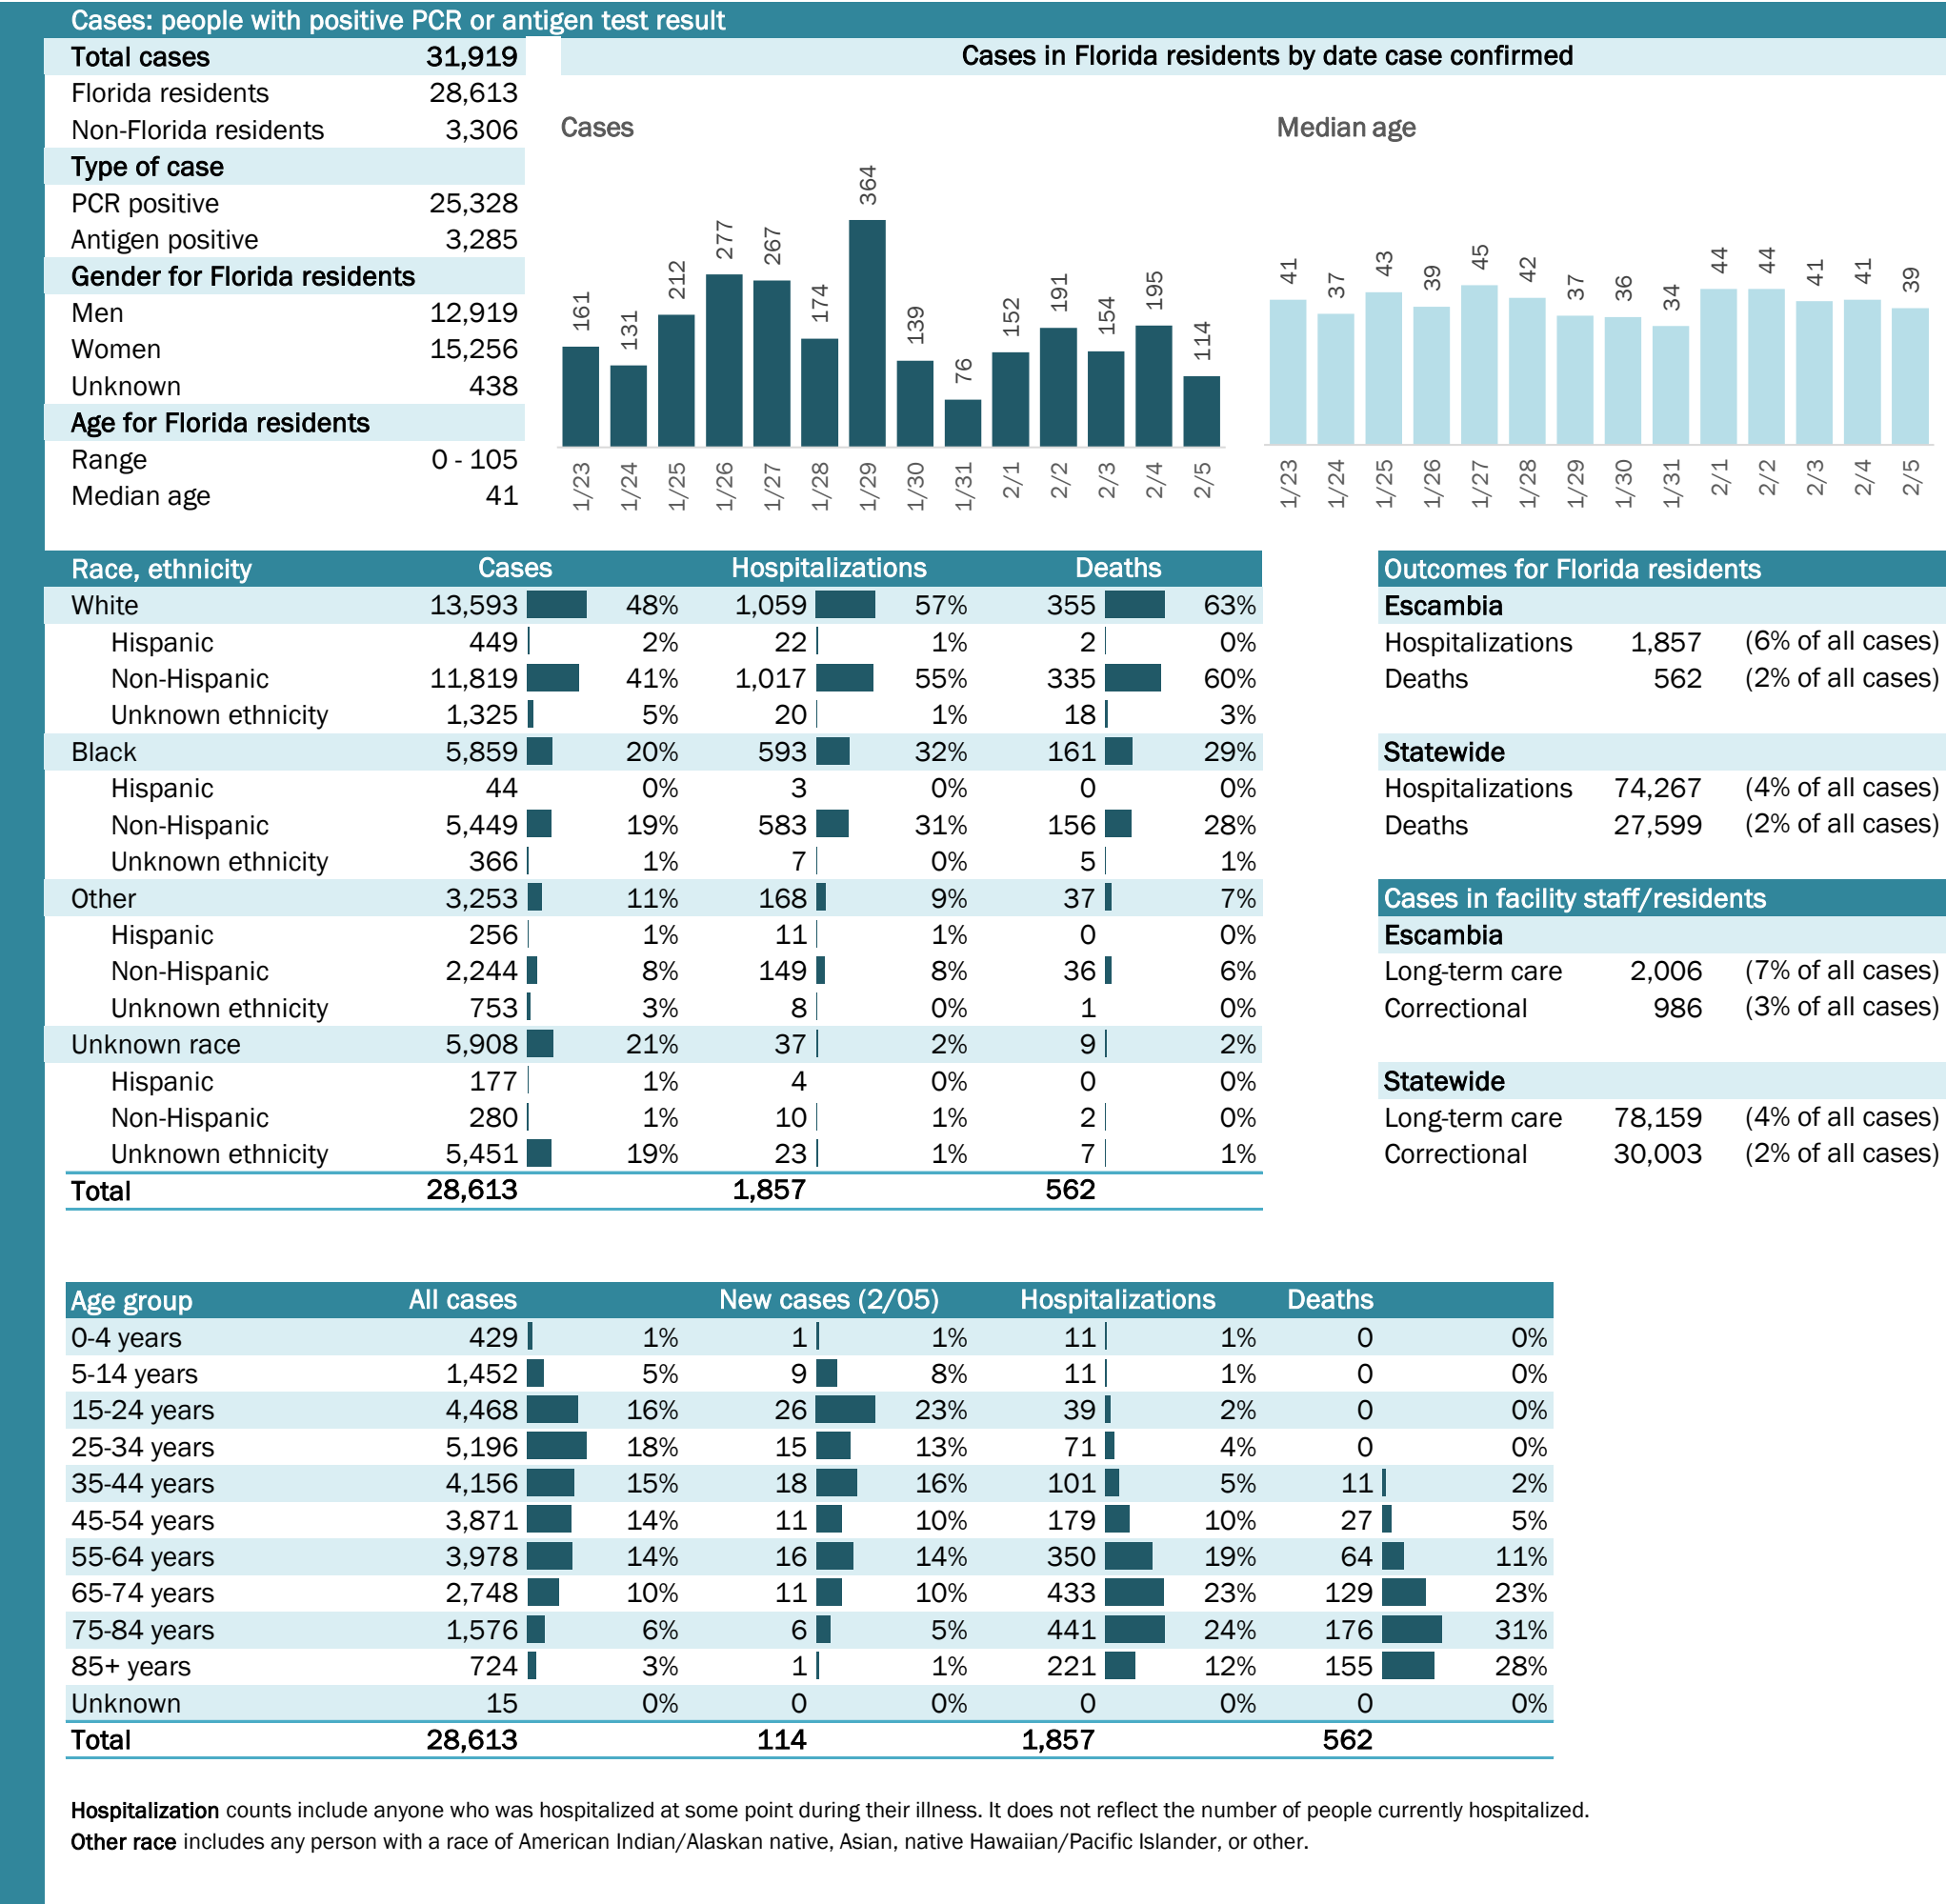 Cases: people with positive PCR or antigen test result
Total cases 31,919
Florida residents 28,613
Non-Florida residents 3,306
Type of case
PCR positive 25,328
Antigen positive 3,285
Gender for Florida residents
Men 12,919
Women 15,256
Unknown 438
Age for Florida residents
Range 0 - 105
Median age 41
Cases in Florida residents by date case confirmed
Cases
161 131 212 277 267 174 364 139 76 152 191 154 195 114
1/23 1/24 1/25 1/26 1/27 1/28 1/29 1/30 1/31 2/1 2/2 2/3 2/4 2/5
Median age
41 37 43 39 45 42 37 36 34 44 44 41 41 39
1/23 1/24 1/25 1/26 1/27 1/28 1/29 1/30 1/31 2/1 2/2 2/3 2/4 2/5
Race, ethnicity Cases Hospitalizations Deaths
White 13,593 48% 1,059 57% 355 63%
Hispanic 449 2% 22 1% 2 0%
Non-Hispanic 11,819 41% 1,017 55% 335 60%
Unknown ethnicity 1,325 5% 20 1% 18 3%
Black 5,859 20% 593 32% 161 29%
Hispanic 44 0% 3 0% 0 0%
Non-Hispanic 5,449 19% 583 31% 156 28%
Unknown ethnicity 366 1% 7 0% 5 1%
Other 3,253 11% 168 9% 37 7%
Hispanic 256 1% 11 1% 0 0%
Non-Hispanic 2,244 8% 149 8% 36 6%
Unknown ethnicity 753 3% 8 0% 1 0%
Unknown race 5,908 21% 37 2% 9 2%
Hispanic 177 1% 4 0% 0 0%
Non-Hispanic 280 1% 10 1% 2 0%
Unknown ethnicity 5,451 19% 23 1% 7 1%
Total 28,613 1,857 562
Outcomes for Florida residents
Escambia
Hospitalizations 1,857 (6% of all cases)
Deaths 562 (2% of all cases)
Statewide
Hospitalizations 74,267 (4% of all cases)
Deaths 27,599 (2% of all cases)
Cases in facility staff/residents
Escambia
Long-term care 2,006 (7% of all cases)
Correctional 986 (3% of all cases)
Statewide
Long-term care 78,159 (4% of all cases)
Correctional 30,003 (2% of all cases)
Age group All cases New cases (2/05) Hospitalizations Deaths
0-4 years 429 1% 1 1% 11 1% 0 0%
5-14 years 1,452 5% 9 8% 11 1% 0 0%
15-24 years 4,468 16% 26 23% 39 2% 0 0%
25-34 years 5,196 18% 15 13% 71 4% 0 0%
35-44 years 4,156 15% 18 16% 101 5% 11 2%
45-54 years 3,871 14% 11 10% 179 10% 27 5%
55-64 years 3,978 14% 16 14% 350 19% 64 11%
65-74 years 2,748 10% 11 10% 433 23% 129 23%
75-84 years 1,576 6% 6 5% 441 24% 176 31%
85+ years 724 3% 1 1% 221 12% 155 28%
Unknown 15 0% 0 0% 0 0% 0 0%
Total 28,613 114 1,857 562
Hospitalization counts include anyone who was hospitalized at some point during their illness. It does not reflect the number of people currently hospitalized.
Other race includes any person with a race of American Indian/Alaskan native, Asian, native Hawaiian/Pacific Islander, or other.